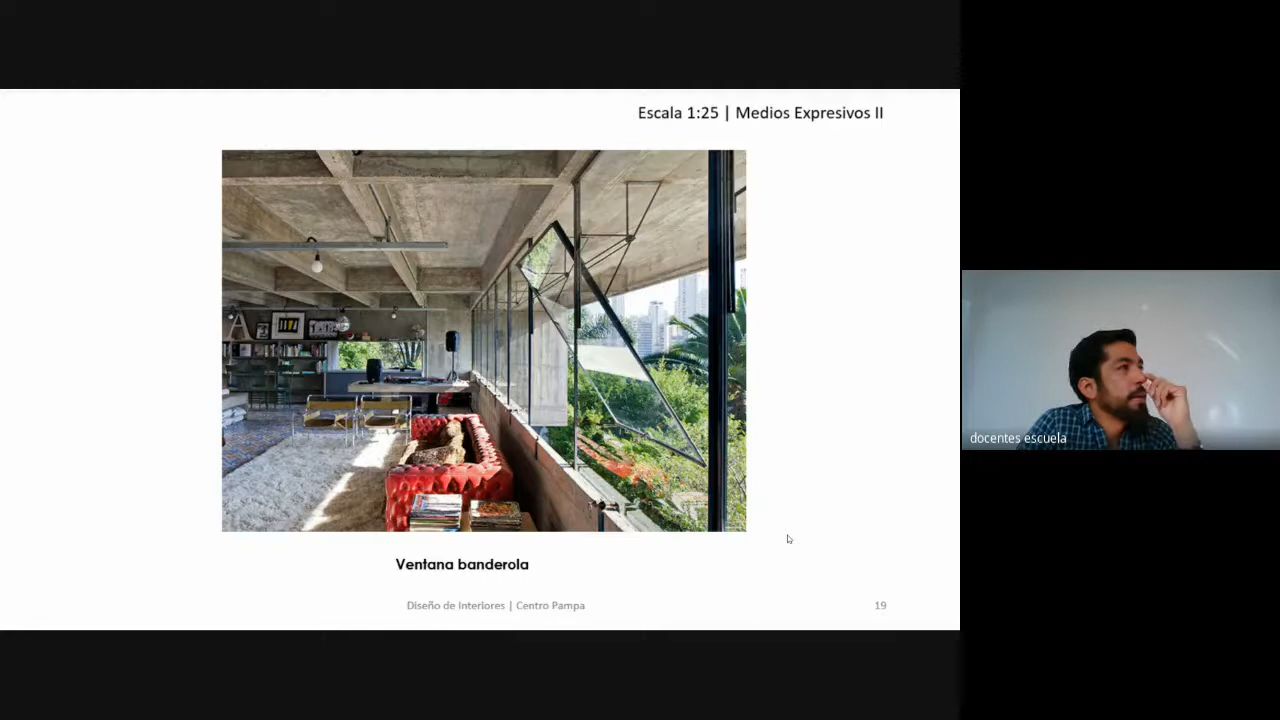 Escala 1:25 | Medios Expresivos II
A
Ventana banderola
Diseño de Interiores | Centro Pampa
19
docentes escuela